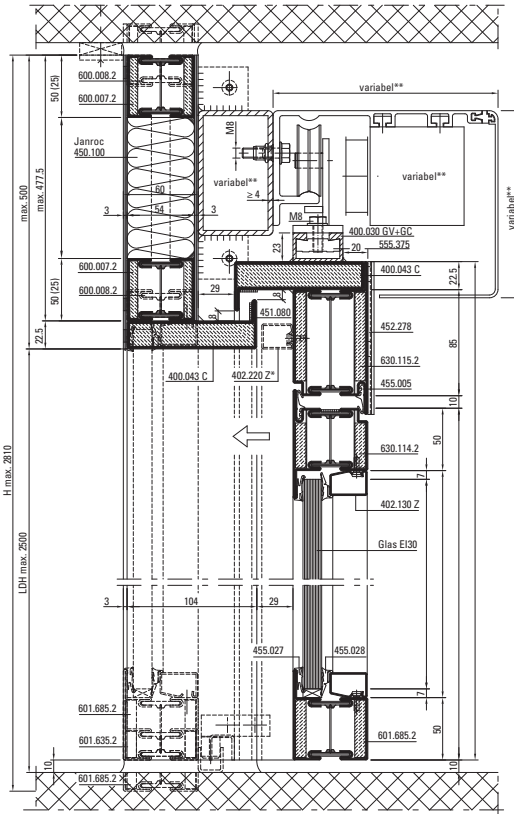 600.008.2
600.007.2
Janroc
450.100
60
3
54
3
50 (25)
max. 500
max. 477.5
600.007.2
600.008.2
50 (25)
22.5
variabel**
variabel**
variabel**
variabel**
M8
≥ 4
M8
400.030 GV+GC
23
20
555.375
400.043 C
29
8
8
451.080
22.5
452.278
85
630.115.2
455.005
10
400.043 C
402.220 Z*
50
630.114.2
7
402.130 Z
Glas EI30
H max. 2810
LDH max. 2500
3
104
29
455.027
455.028
7
601.685.2
601.635.2
601.685.2
50
10
601.685.2
10